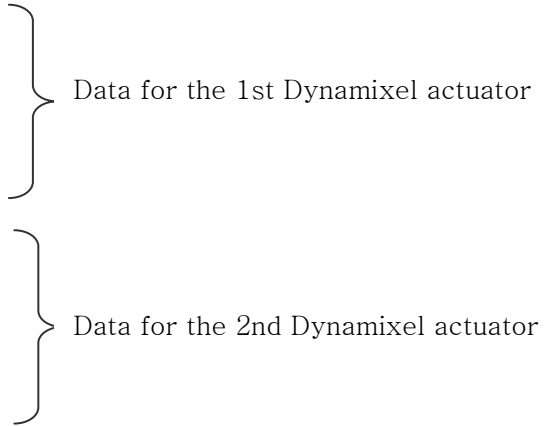 Data for the 1st Dynamixel actuator
Data for the 2nd Dynamixel actuator